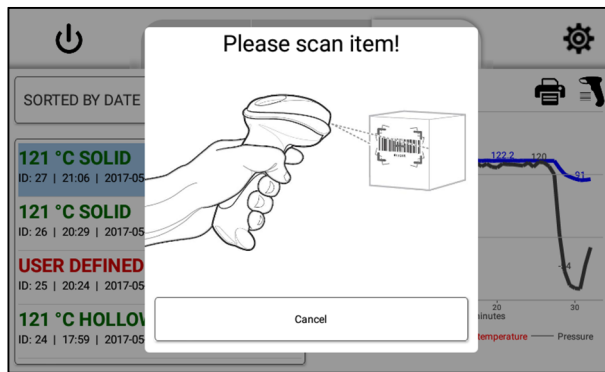 Please scan item!
SORTED BY DATE
121 °C SOLID
ID: 27 | 21:06 | 2017-05
121 °C SOLID
ID: 26 | 20:29 | 2017-05
USER DEFINED
ID: 25 | 20:24 | 2017-05
121 °C HOLLOW
ID: 24 | 17:59 | 2017-05
Cancel
122.2
120
91
20
30
inutes
temperature
Pressure